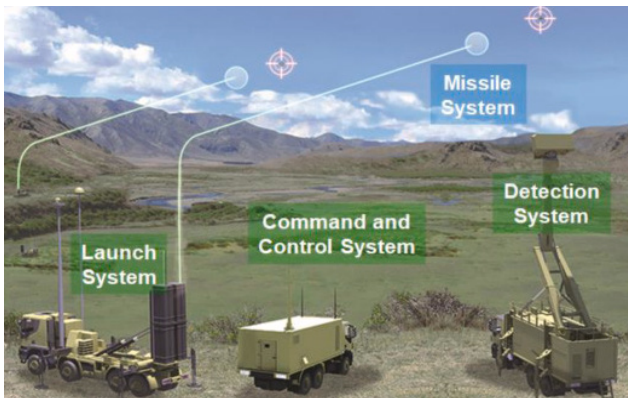 Missile
System
Detection
System
Command and
Control System
Launch
System